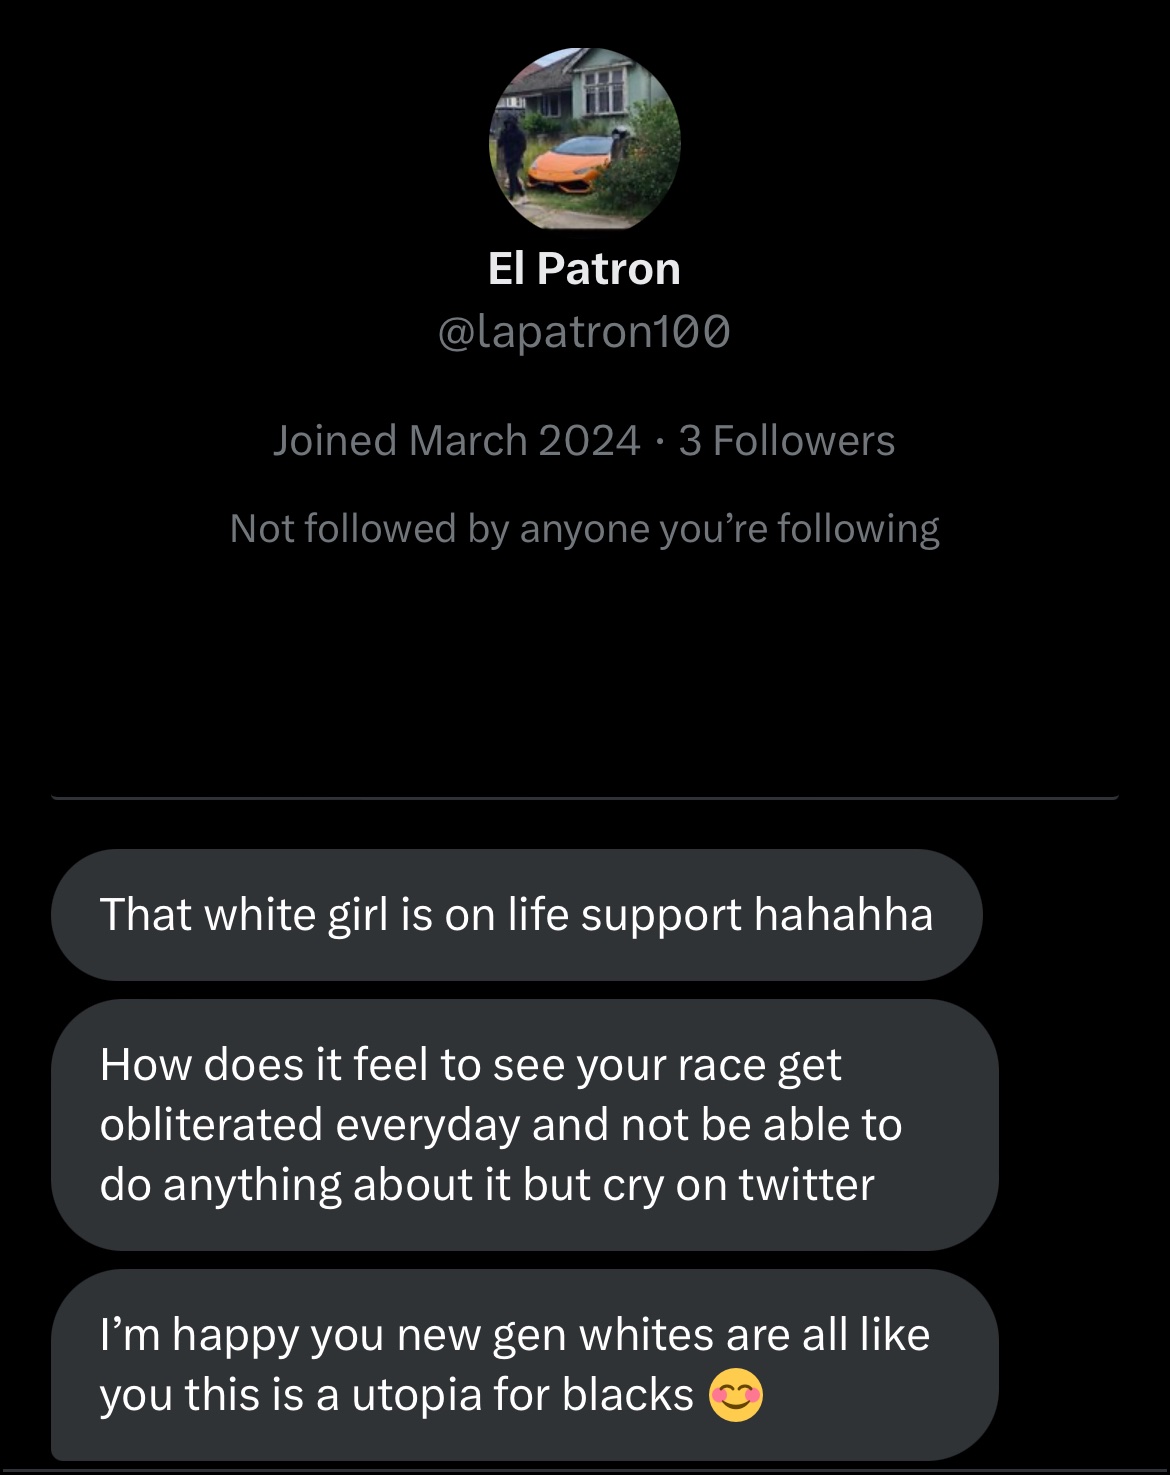 El Patron
@lapatron100
Joined March 2024 · 3 Followers
Not followed by anyone you’re following
That white girl is on life support hahahha
How does it feel to see your race get
obliterated everyday and not be able to
do anything about it but cry on twitter
I’m happy you new gen whites are all like
you this is a utopia for blacks 😊